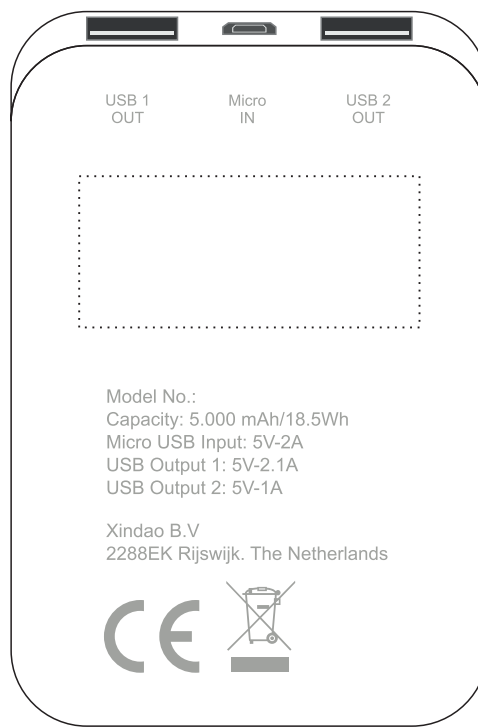 USB 1 Micro USB 2
OUT IN OUT
Model No.:
Capacity: 5.000 mAh/18.5Wh
Micro USB Input: 5V-2A
USB Output 1: 5V-2.1A
USB Output 2: 5V-1A
Xindao B.V
2288EK Rijswijk. The Netherlands
CE